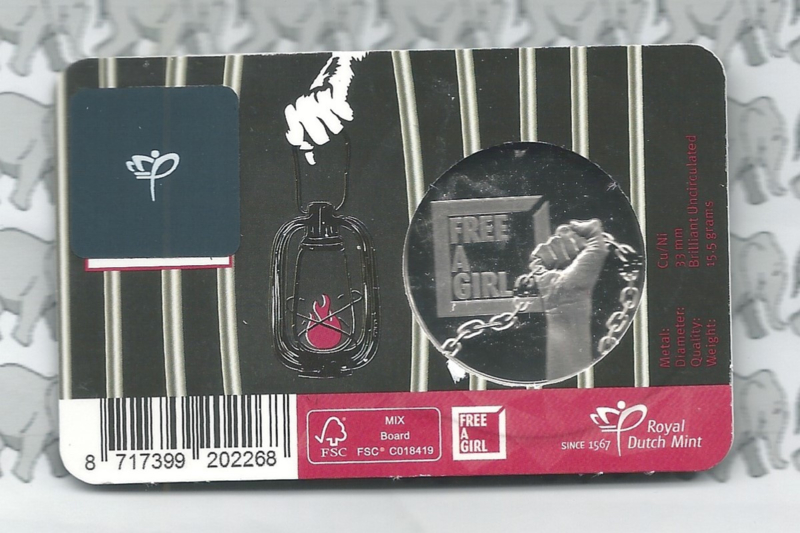 FREE
A
GIRL
Metal: Cu/Ni
Diameter: 33 mm
Quality: Brilliant Uncirculated
Weight: 15.5 grams
8 717399 202268
FSC
MIX
Board
FSC® C018419
FREE
A
GIRL
SINCE 1567
Royal
Dutch Mint